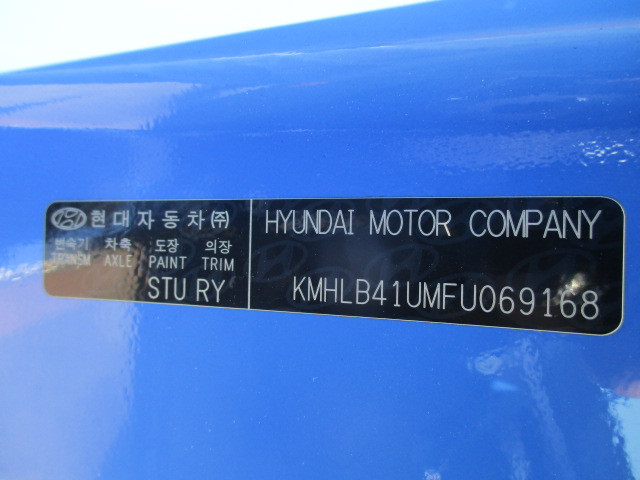 현대자동차㈜
변속기 차축 도장 의장
TRANSM AXLE PAINT TRIM
STU RY
HYUNDAI MOTOR COMPANY
KMHLB41UMFU069168